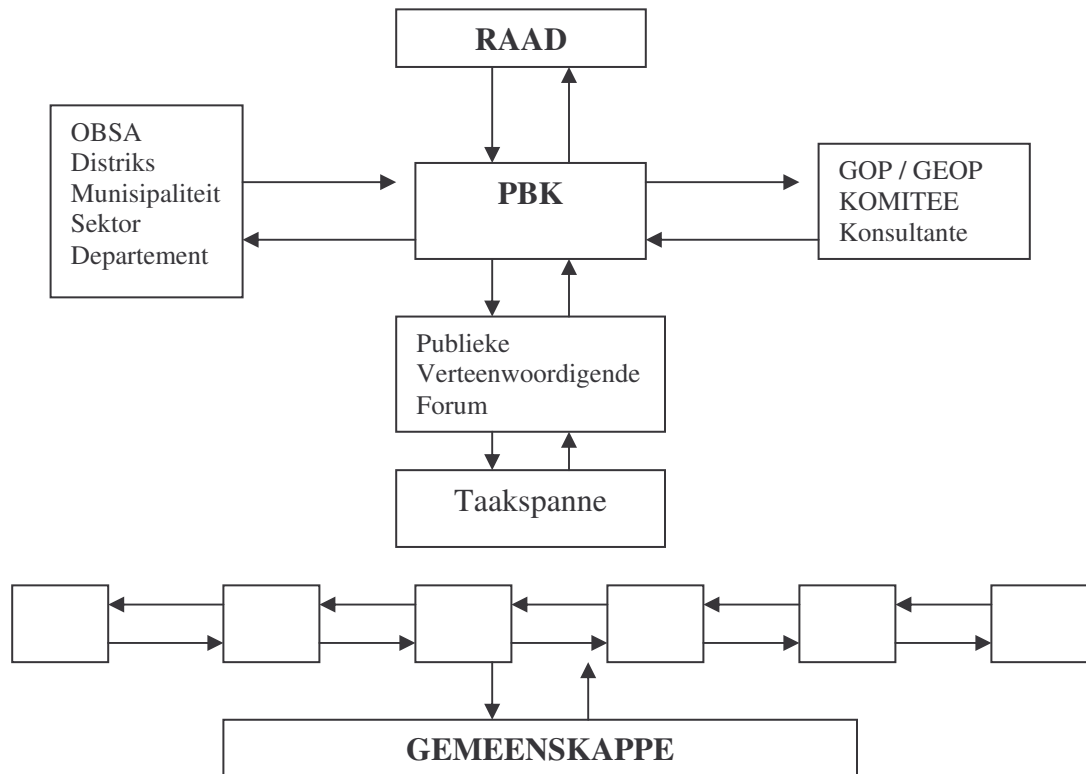 RAAD
OBSA
Distriks
Munisipaliteit
Sektor
Departement
PBK
GOP / GEOP
KOMITEE
Konsultante
Publieke
Verteenwoordigende
Forum
Taakspanne
GEMEENSKAPPE